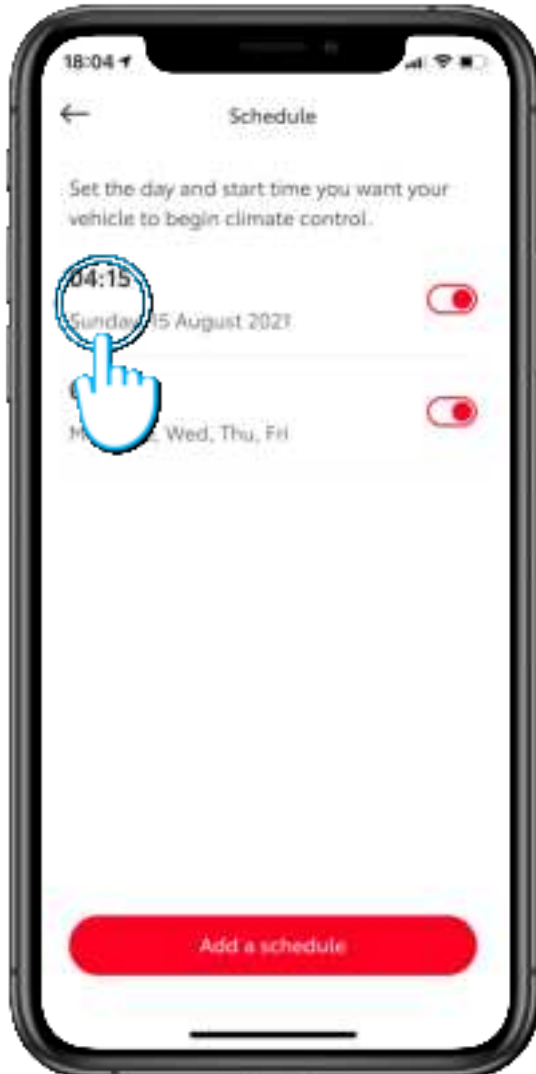 18:04
Schedule
Set the day and start time you want your
vehicle to begin climate control.
04:15
Sunday, 15 August 2021
Wed, Thu, Fri
Add a schedule